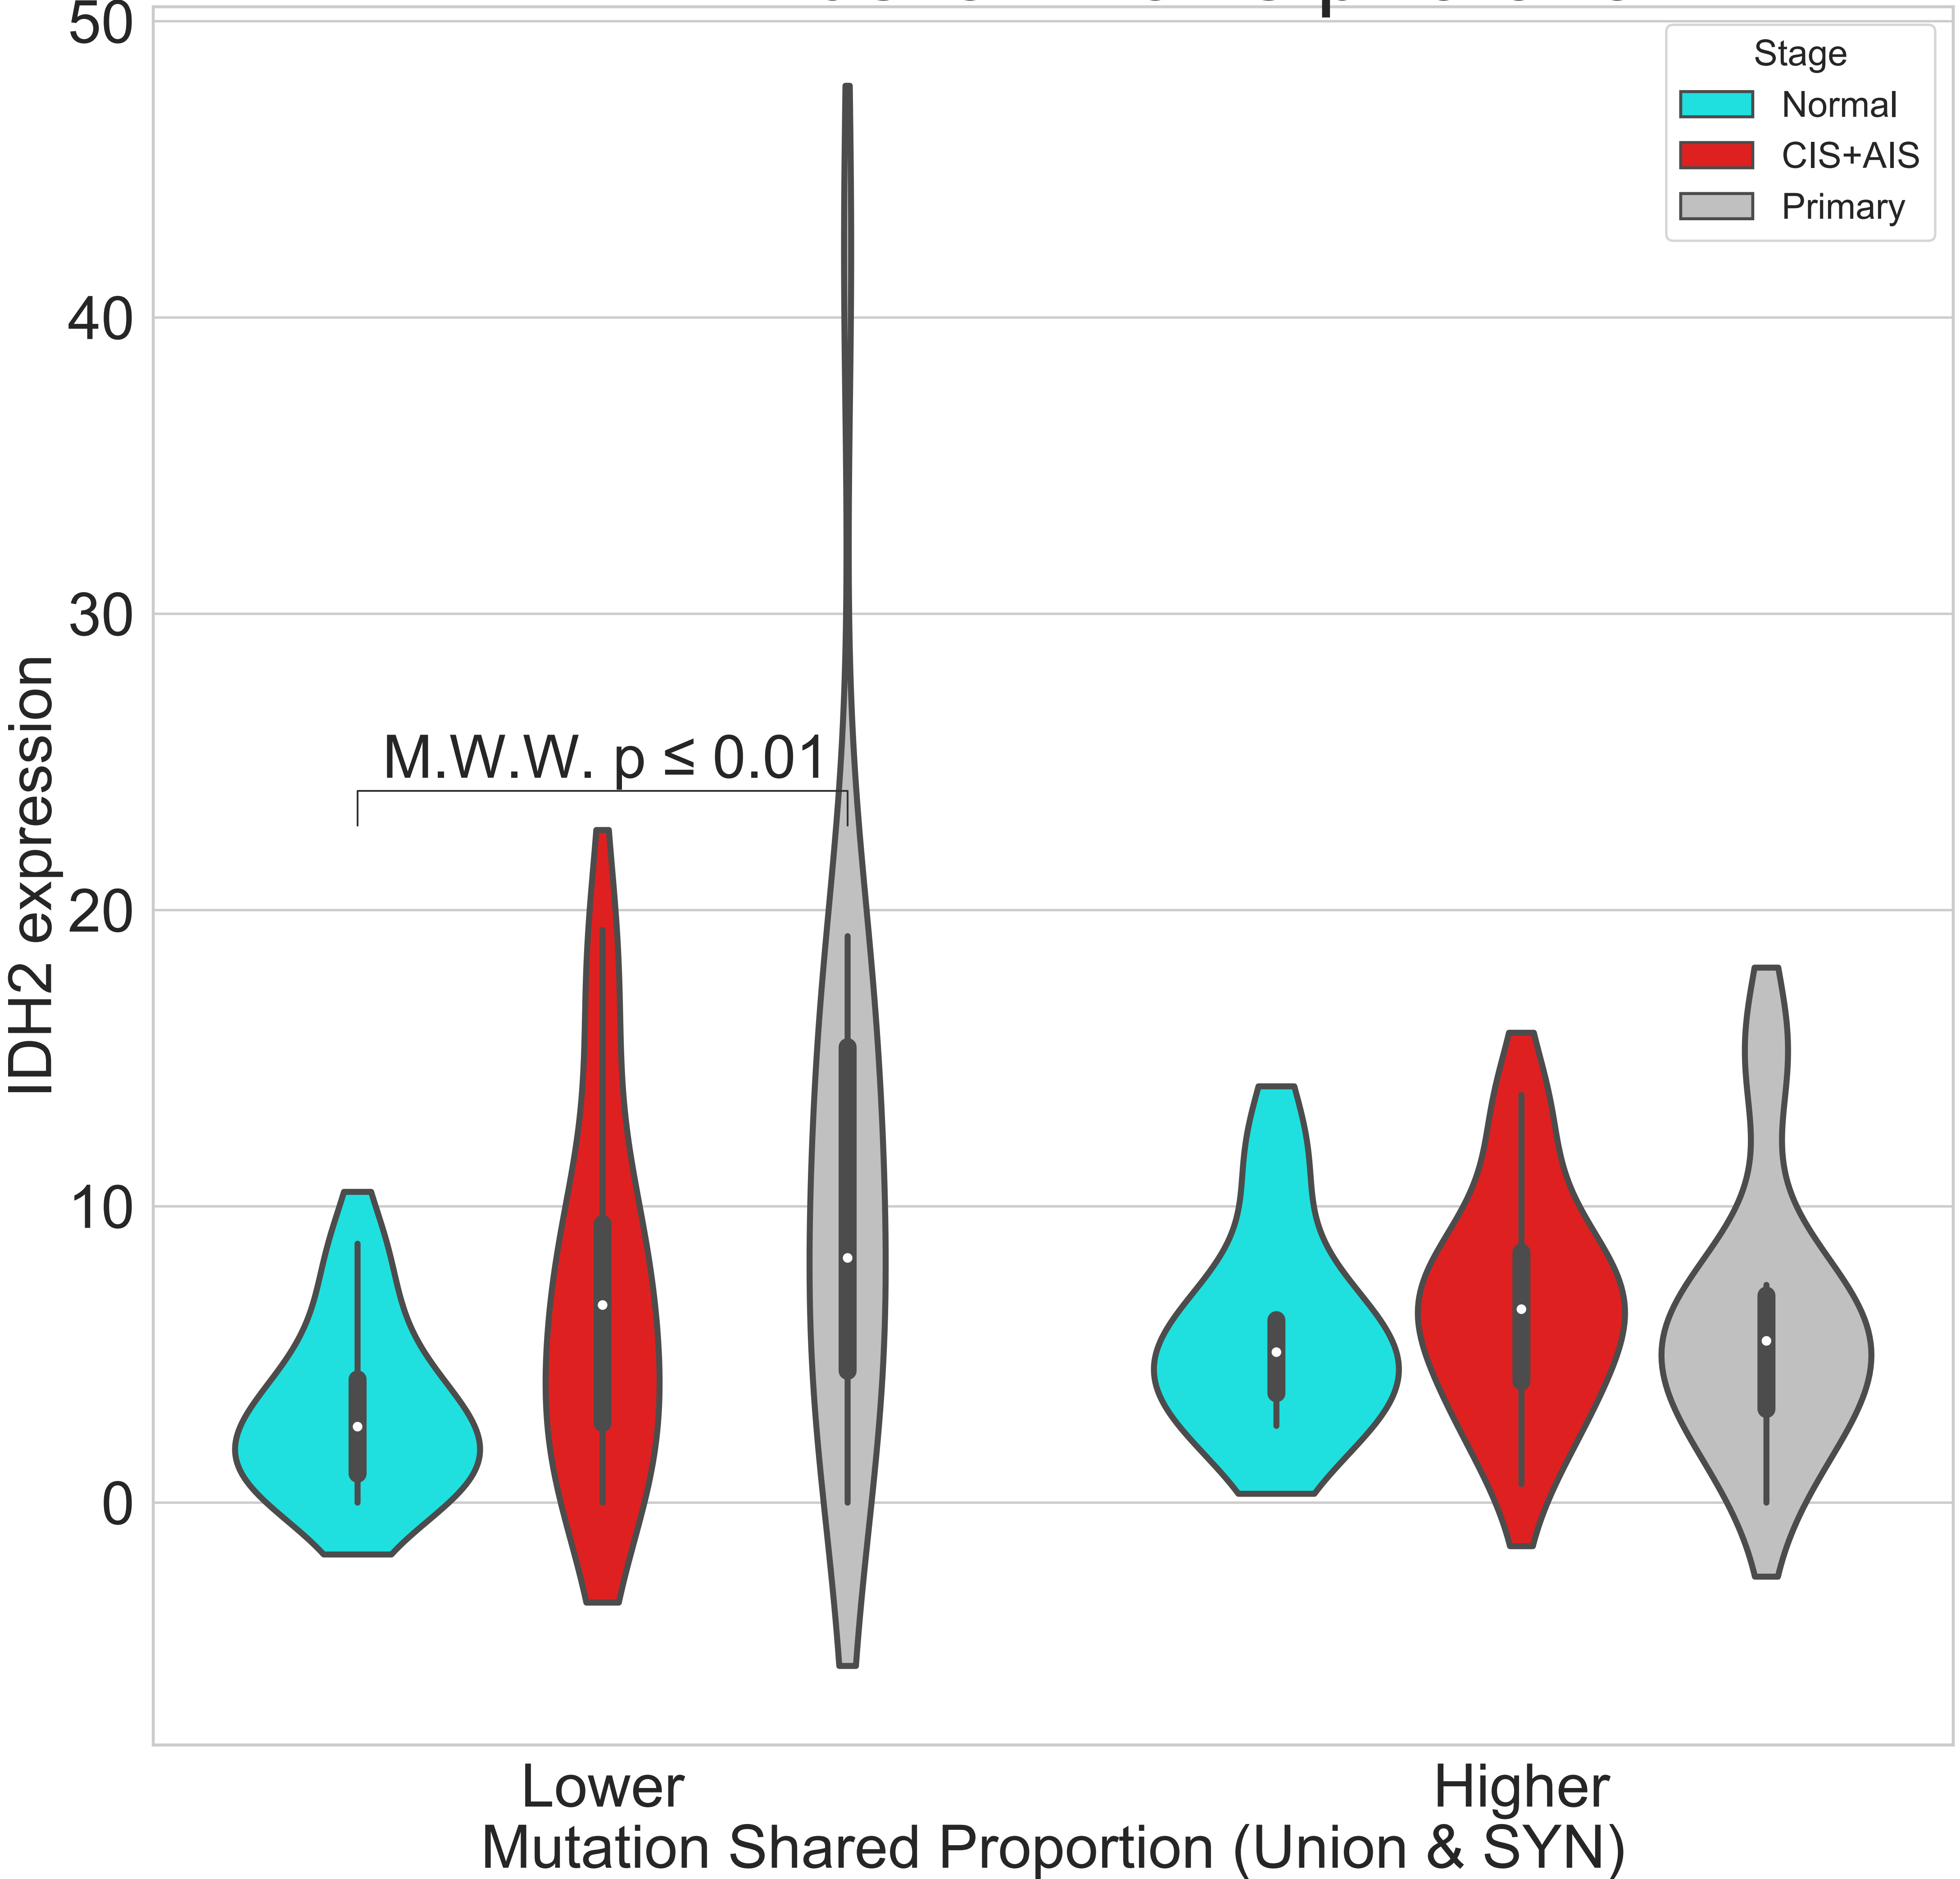 50
40
30
20
10
0
IDH2 expression
Stage
Normal
CIS+AIS
Primary
M.W.W. p ≤ 0.01
Lower
Higher
Mutation Shared Proportion (Union & SYN)